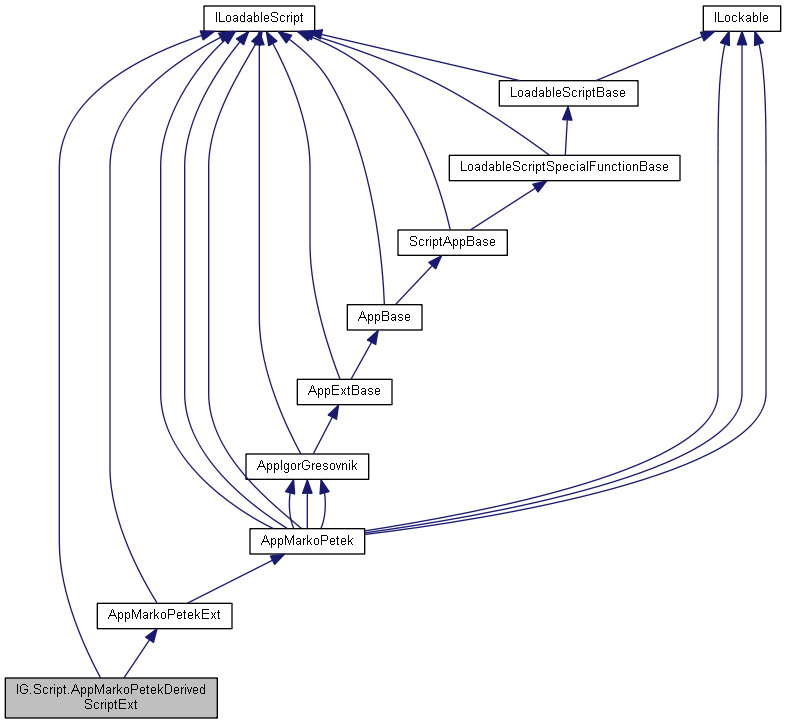 ILoadableScript
ILockable
LoadableScriptBase
LoadableScriptSpecialFunctionBase
ScriptAppBase
AppBase
AppExtBase
AppIgorGresovnik
AppMarkoPetek
AppMarkoPetekExt
IG.Script.AppMarkoPetekDerived
ScriptExt